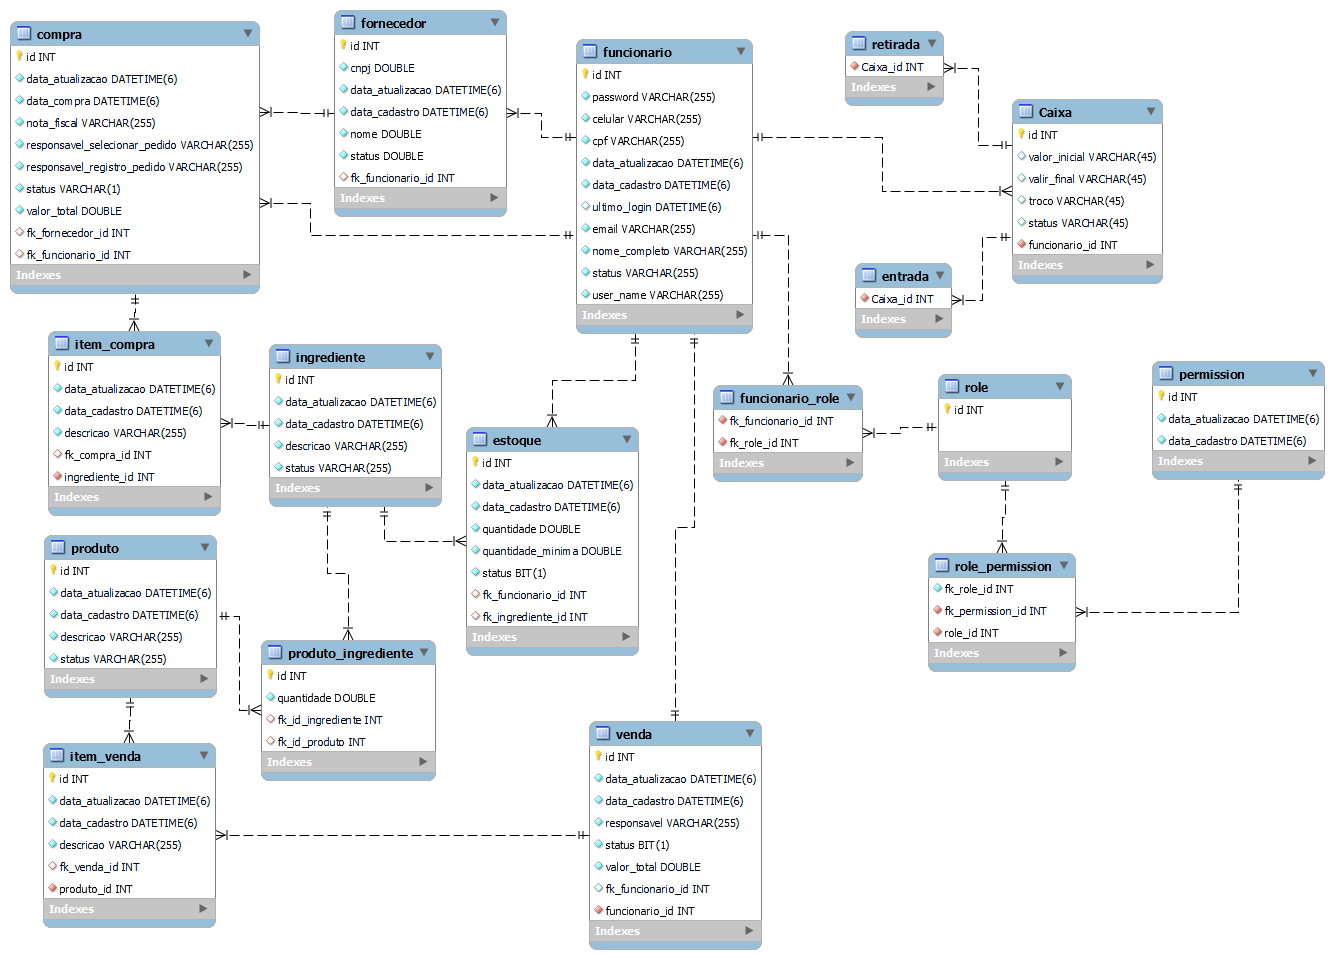 compra
id INT
data_atualizacao DATETIME(6)
data_compra DATETIME(6)
nota_fiscal VARCHAR(255)
responsavel_selecionar_pedido VARCHAR(255)
responsavel_registro_pedido VARCHAR(255)
status VARCHAR(1)
valor_total DOUBLE
fk_fornecedor_id INT
fk_funcionario_id INT
Indexes
fornecedor
id INT
cnpj DOUBLE
data_atualizacao DATETIME(6)
data_cadastro DATETIME(6)
nome DOUBLE
status DOUBLE
fk_funcionario_id INT
Indexes
funcionario
id INT
password VARCHAR(255)
celular VARCHAR(255)
cpf VARCHAR(255)
data_atualizacao DATETIME(6)
data_cadastro DATETIME(6)
ultimo_login DATETIME(6)
email VARCHAR(255)
nome_completo VARCHAR(255)
status VARCHAR(255)
user_name VARCHAR(255)
Indexes
retirada
Caixa_id INT
Indexes
Caixa
id INT
valor_inicial VARCHAR(45)
valir_final VARCHAR(45)
troco VARCHAR(45)
status VARCHAR(45)
funcionario_id INT
Indexes
entrada
Caixa_id INT
Indexes
item_compra
id INT
data_atualizacao DATETIME(6)
data_cadastro DATETIME(6)
descricao VARCHAR(255)
fk_compra_id INT
ingrediente_id INT
Indexes
ingrediente
id INT
data_atualizacao DATETIME(6)
data_cadastro DATETIME(6)
descricao VARCHAR(255)
status VARCHAR(255)
Indexes
estoque
id INT
data_atualizacao DATETIME(6)
data_cadastro DATETIME(6)
quantidade DOUBLE
quantidade_minima DOUBLE
status BIT(1)
fk_funcionario_id INT
fk_ingrediente_id INT
Indexes
funcionario_role
fk_funcionario_id INT
fk_role_id INT
Indexes
role
id INT
Indexes
permission
id INT
data_atualizacao DATETIME(6)
data_cadastro DATETIME(6)
Indexes
produto
id INT
data_atualizacao DATETIME(6)
data_cadastro DATETIME(6)
descricao VARCHAR(255)
status VARCHAR(255)
Indexes
produto_ingrediente
id INT
quantidade DOUBLE
fk_id_ingrediente INT
fk_id_produto INT
Indexes
role_permission
fk_role_id INT
fk_permission_id INT
role_id INT
Indexes
item_venda
id INT
data_atualizacao DATETIME(6)
data_cadastro DATETIME(6)
descricao VARCHAR(255)
fk_venda_id INT
produto_id INT
Indexes
venda
id INT
data_atualizacao DATETIME(6)
data_cadastro DATETIME(6)
responsavel VARCHAR(255)
status BIT(1)
valor_total DOUBLE
fk_funcionario_id INT
funcionario_id INT
Indexes